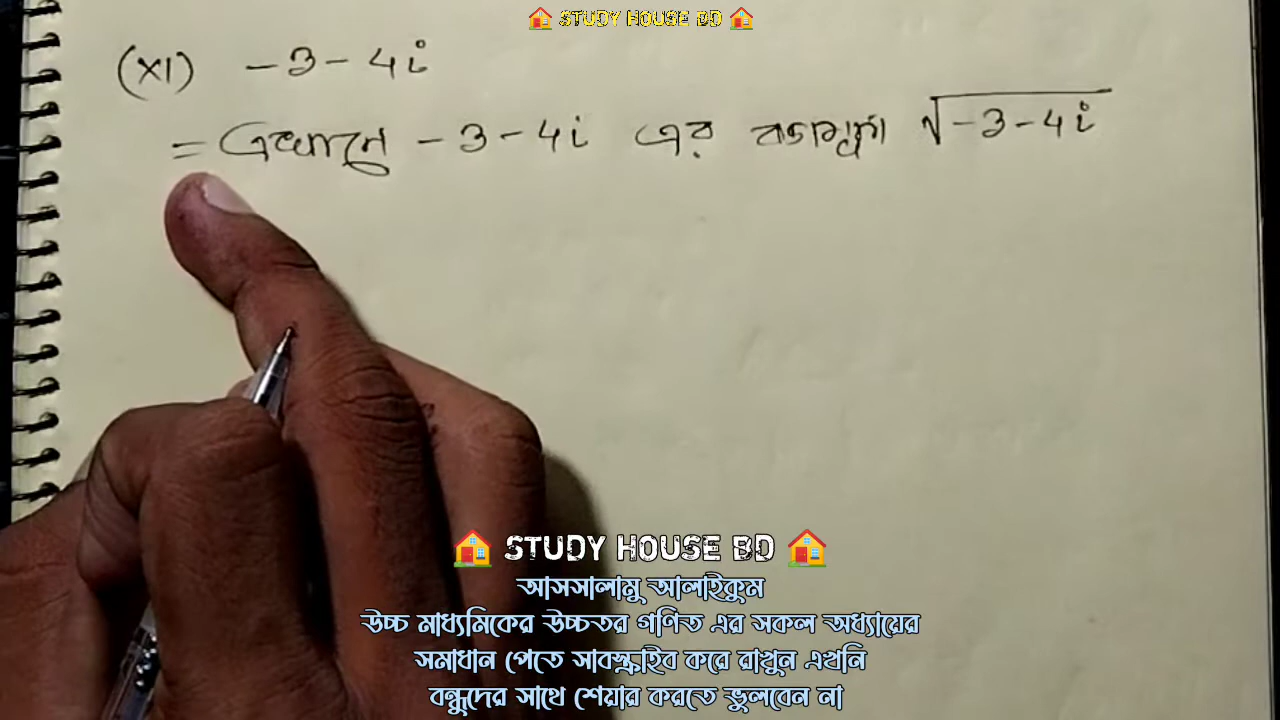 🏠 STUDY HOUSE BD 🏠
(XI) -3-4i
= এখানে -3-4i এর বর্গমূল √-3-4i
🏠 STUDY HOUSE BD 🏠
আসসালামু আলাইকুম
উচ্চ মাধ্যমিকের উচ্চতর গণিত এর সকল অধ্যায়ের
সমাধান পেতে সাবস্ক্রাইব করে রাখুন এখনি
বন্ধুদের সাথে শেয়ার করতে ভুলবেন না